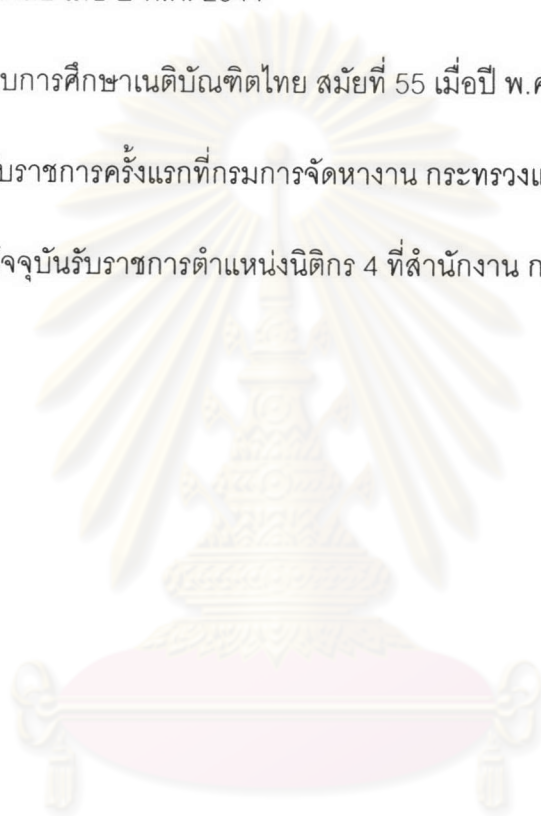 บการศึกษาเนติบัณฑิตไทย สมัยที่ 55 เมื่อปี พ.ศ
บราชการครั้งแรกที่กรมการจัดหางาน กระทรวงแ
จจุบันรับราชการตำแหน่งนิติกร 4 ที่สำนักงาน ก